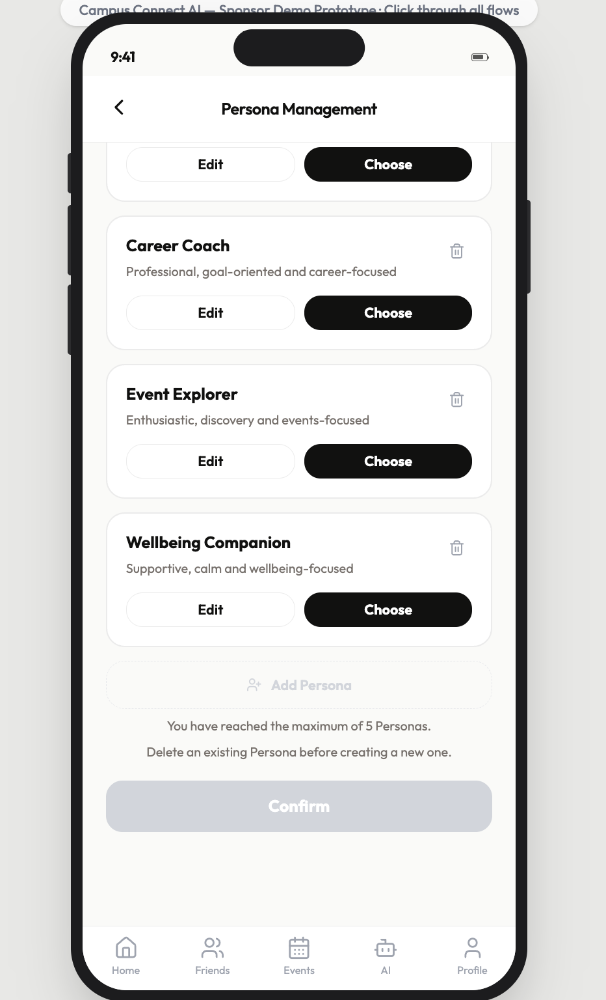 Campus Connect AI — Sponsor Demo Prototype · Click through all flows
9:41
Persona Management
Edit Choose
Career Coach
Professional, goal-oriented and career-focused
Edit Choose
Event Explorer
Enthusiastic, discovery and events-focused
Edit Choose
Wellbeing Companion
Supportive, calm and wellbeing-focused
Edit Choose
Add Persona
You have reached the maximum of 5 Personas.
Delete an existing Persona before creating a new one.
Confirm
Home Friends Events AI Profile